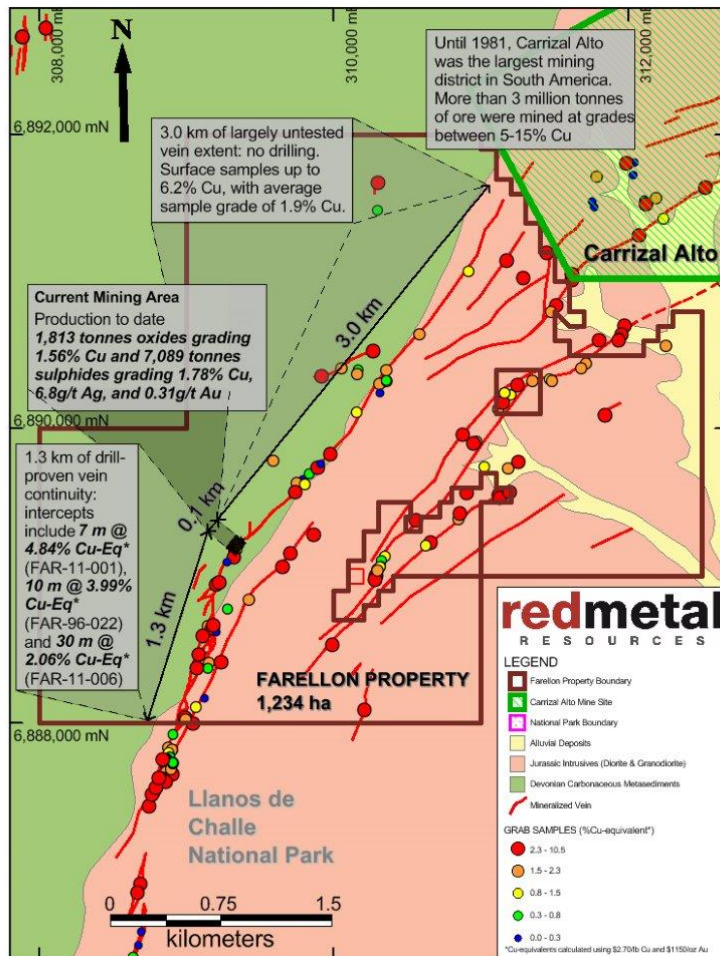 308,000 mE
310,000 mE
312,000 mE
N
6,892,000 mN
Until 1981, Carrizal Alto
was the largest mining
district in South America.
More than 3 million tonnes
of ore were mined at grades
between 5-15% Cu
3.0 km of largely untested
vein extent: no drilling.
Surface samples up to
6.2% Cu, with average
sample grade of 1.9% Cu.
Carrizal Alto
Current Mining Area
Production to date
1,813 tonnes oxides grading
1.56% Cu and 7,089 tonnes
sulphides grading 1.78% Cu,
6.8g/t Ag, and 0.31g/t Au
3.0 km
6,890,000 mN
1.3 km of drill-
proven vein
continuity:
intercepts
include 7 m @
4.84% Cu-Eq*
(FAR-11-001),
10 m @ 3.99%
Cu-Eq*
(FAR-96-022)
and 30 m @
2.06% Cu-Eq*
(FAR-11-006)
0.1 km
1.3 km
FARELLON PROPERTY
1,234 ha
6,888,000 mN
Llanos de
Challe
National Park
0 0.75 1.5
kilometers
redmetal
RESOURCES
LEGEND
Farellon Property Boundary
Carrizal Alto Mine Site
National Park Boundary
Alluvial Deposits
Jurassic Intrusives (Diorite & Granodiorite)
Devonian Carbonaceous Metasediments
Mineralized Vein
GRAB SAMPLES (%Cu-equivalent*)
2.3 - 10.5
1.5 - 2.3
0.8 - 1.5
0.3 - 0.8
0.0 - 0.3
*Cu-equivalents calculated using $2.70/lb Cu and $1150/oz Au